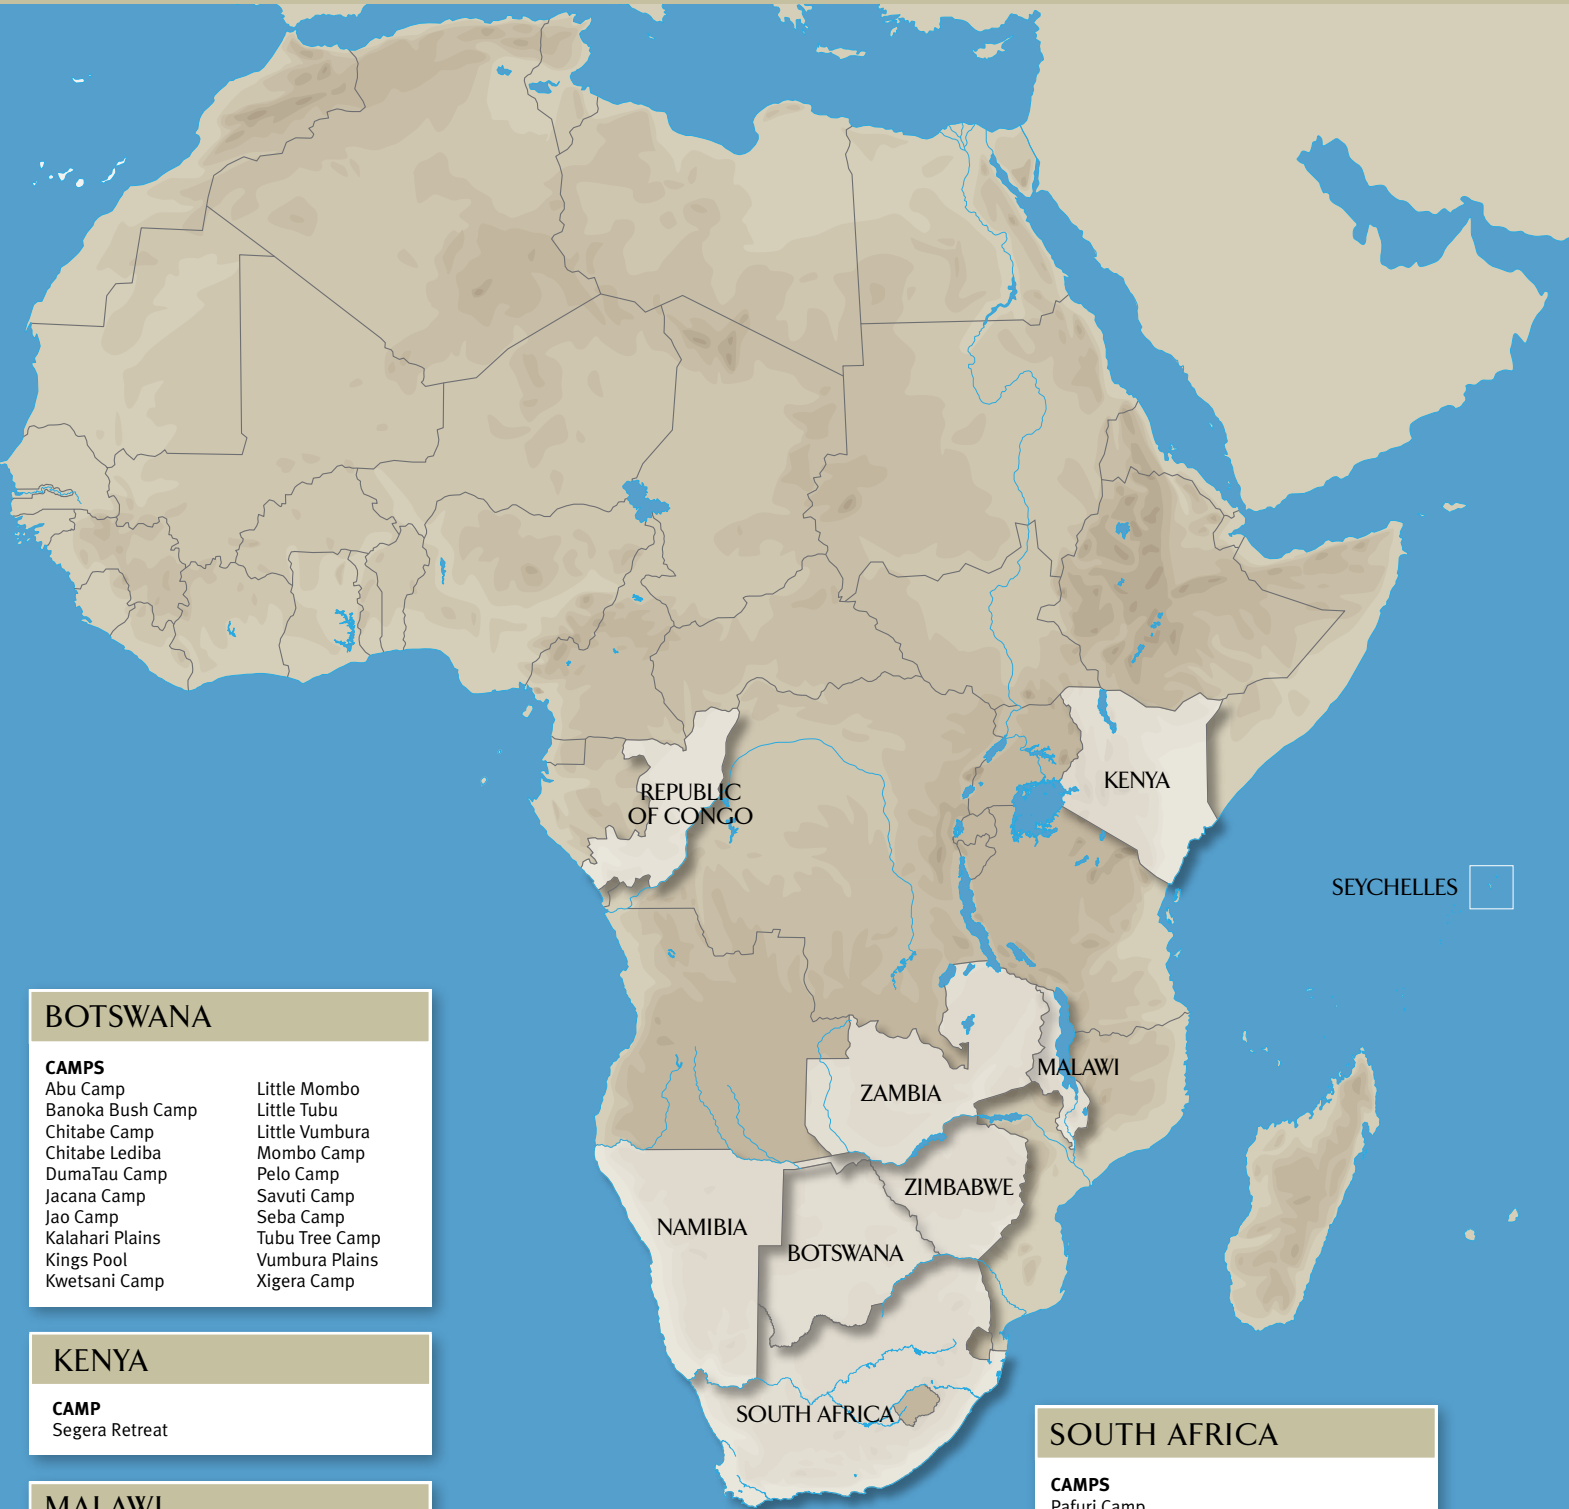 REPUBLIC
OF CONGO
KENYA
SEYCHELLES
MALAWI
ZAMBIA
ZIMBABWE
NAMIBIA
BOTSWANA
SOUTH AFRICA
BOTSWANA
CAMPS
Abu Camp
Banoka Bush Camp
Chitabe Camp
Chitabe Lediba
DumaTau Camp
Jacana Camp
Jao Camp
Kalahari Plains
Kings Pool
Kwetsani Camp
Little Mombo
Little Tubu
Little Vumbura
Mombo Camp
Pelo Camp
Savuti Camp
Seba Camp
Tubu Tree Camp
Vumbura Plains
Xigera Camp
KENYA
CAMP
Segera Retreat
MALAWI
SOUTH AFRICA
CAMPS
Pafuri Camp